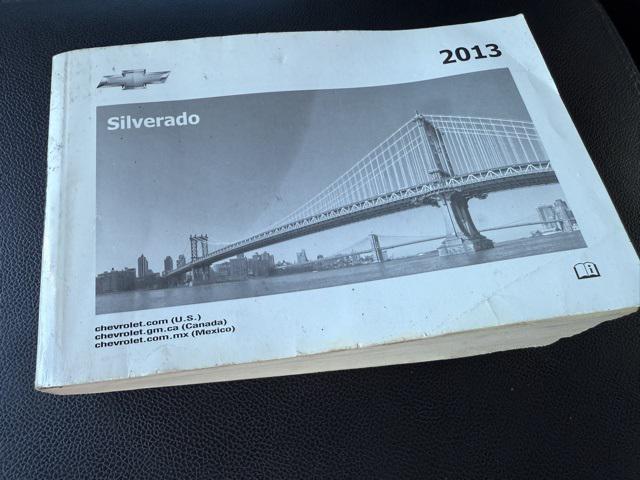 2013
Silverado
chevrolet.com (U.S.)
chevrolet.gm.ca (Canada)
chevrolet.com.mx (Mexico)